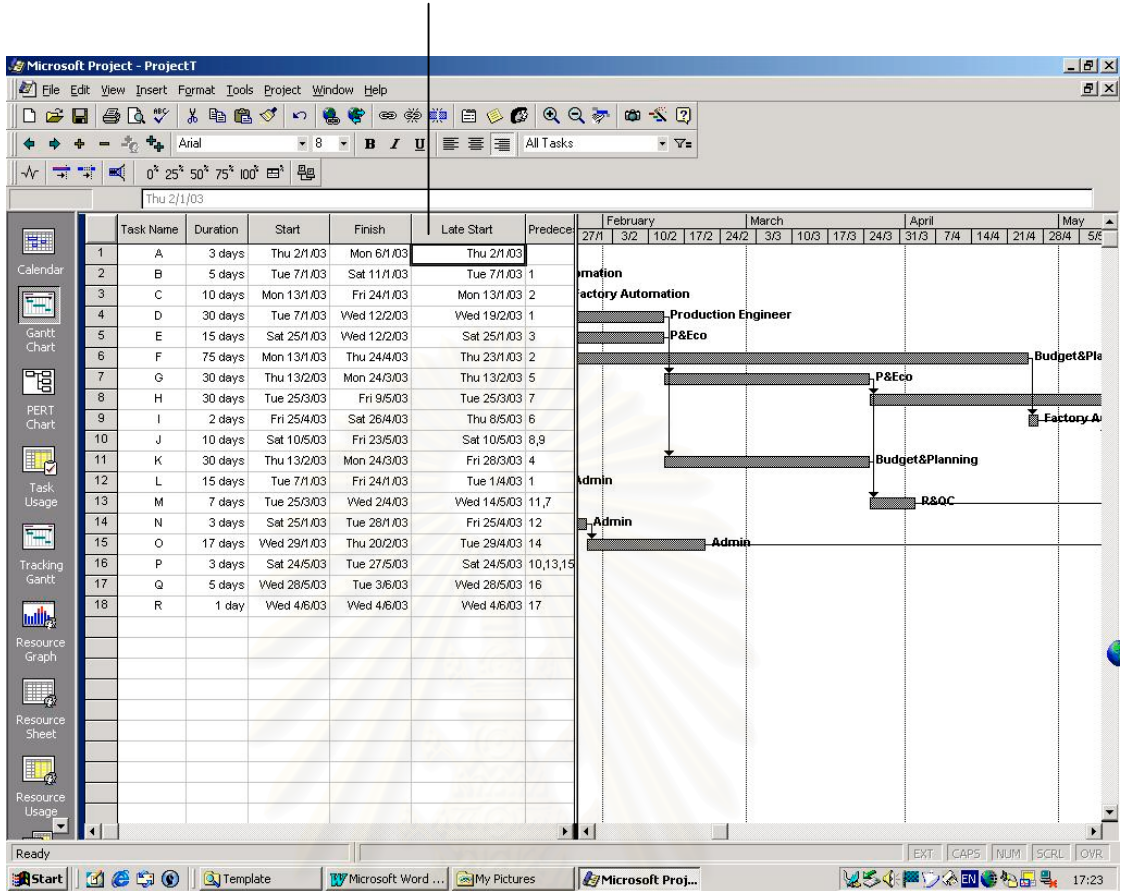 Microsoft Project - ProjectT
File Edit View Insert Format Tools Project Window Help
Arial 8 B I U All Tasks
0% 25% 50% 75% 100%
Thu 2/1/03
Calendar
Gantt Chart
PERT Chart
Task Usage
Tracking Gantt
Resource Graph
Resource Sheet
Resource Usage
Task Name Duration Start Finish Late Start Predece
February March April May
27/1 3/2 10/2 17/2 24/2 3/3 10/3 17/3 24/3 31/3 7/4 14/4 21/4 28/4 5/5
1 A 3 days Thu 2/1/03 Mon 6/1/03 Thu 2/1/03
2 B 5 days Tue 7/1/03 Sat 11/1/03 Tue 7/1/03 1 mation
3 C 10 days Mon 13/1/03 Fri 24/1/03 Mon 13/1/03 2 Factory Automation
4 D 30 days Tue 7/1/03 Wed 12/2/03 Wed 19/2/03 1 Production Engineer
5 E 15 days Sat 25/1/03 Wed 12/2/03 Sat 25/1/03 3 P&Eco
6 F 75 days Mon 13/1/03 Thu 24/4/03 Thu 23/1/03 2 Budget&Pla
7 G 30 days Thu 13/2/03 Mon 24/3/03 Thu 13/2/03 5 P&Eco
8 H 30 days Tue 25/3/03 Fri 9/5/03 Tue 25/3/03 7
9 I 2 days Fri 25/4/03 Sat 26/4/03 Thu 8/5/03 6 Factory A
10 J 10 days Sat 10/5/03 Fri 23/5/03 Sat 10/5/03 8,9
11 K 30 days Thu 13/2/03 Mon 24/3/03 Fri 28/3/03 4 Budget&Planning
12 L 15 days Tue 7/1/03 Fri 24/1/03 Tue 1/4/03 1 Admin
13 M 7 days Tue 25/3/03 Wed 2/4/03 Wed 14/5/03 11,7 R&QC
14 N 3 days Sat 25/1/03 Tue 28/1/03 Fri 25/4/03 12 Admin
15 O 17 days Wed 29/1/03 Thu 20/2/03 Tue 29/4/03 14 Admin
16 P 3 days Sat 24/5/03 Tue 27/5/03 Sat 24/5/03 10,13,15
17 Q 5 days Wed 28/5/03 Tue 3/6/03 Wed 28/5/03 16
18 R 1 day Wed 4/6/03 Wed 4/6/03 Wed 4/6/03 17
Ready EXT CAPS NUM SCRL OVR
Start Template Microsoft Word ... My Pictures Microsoft Proj... EN 17:23